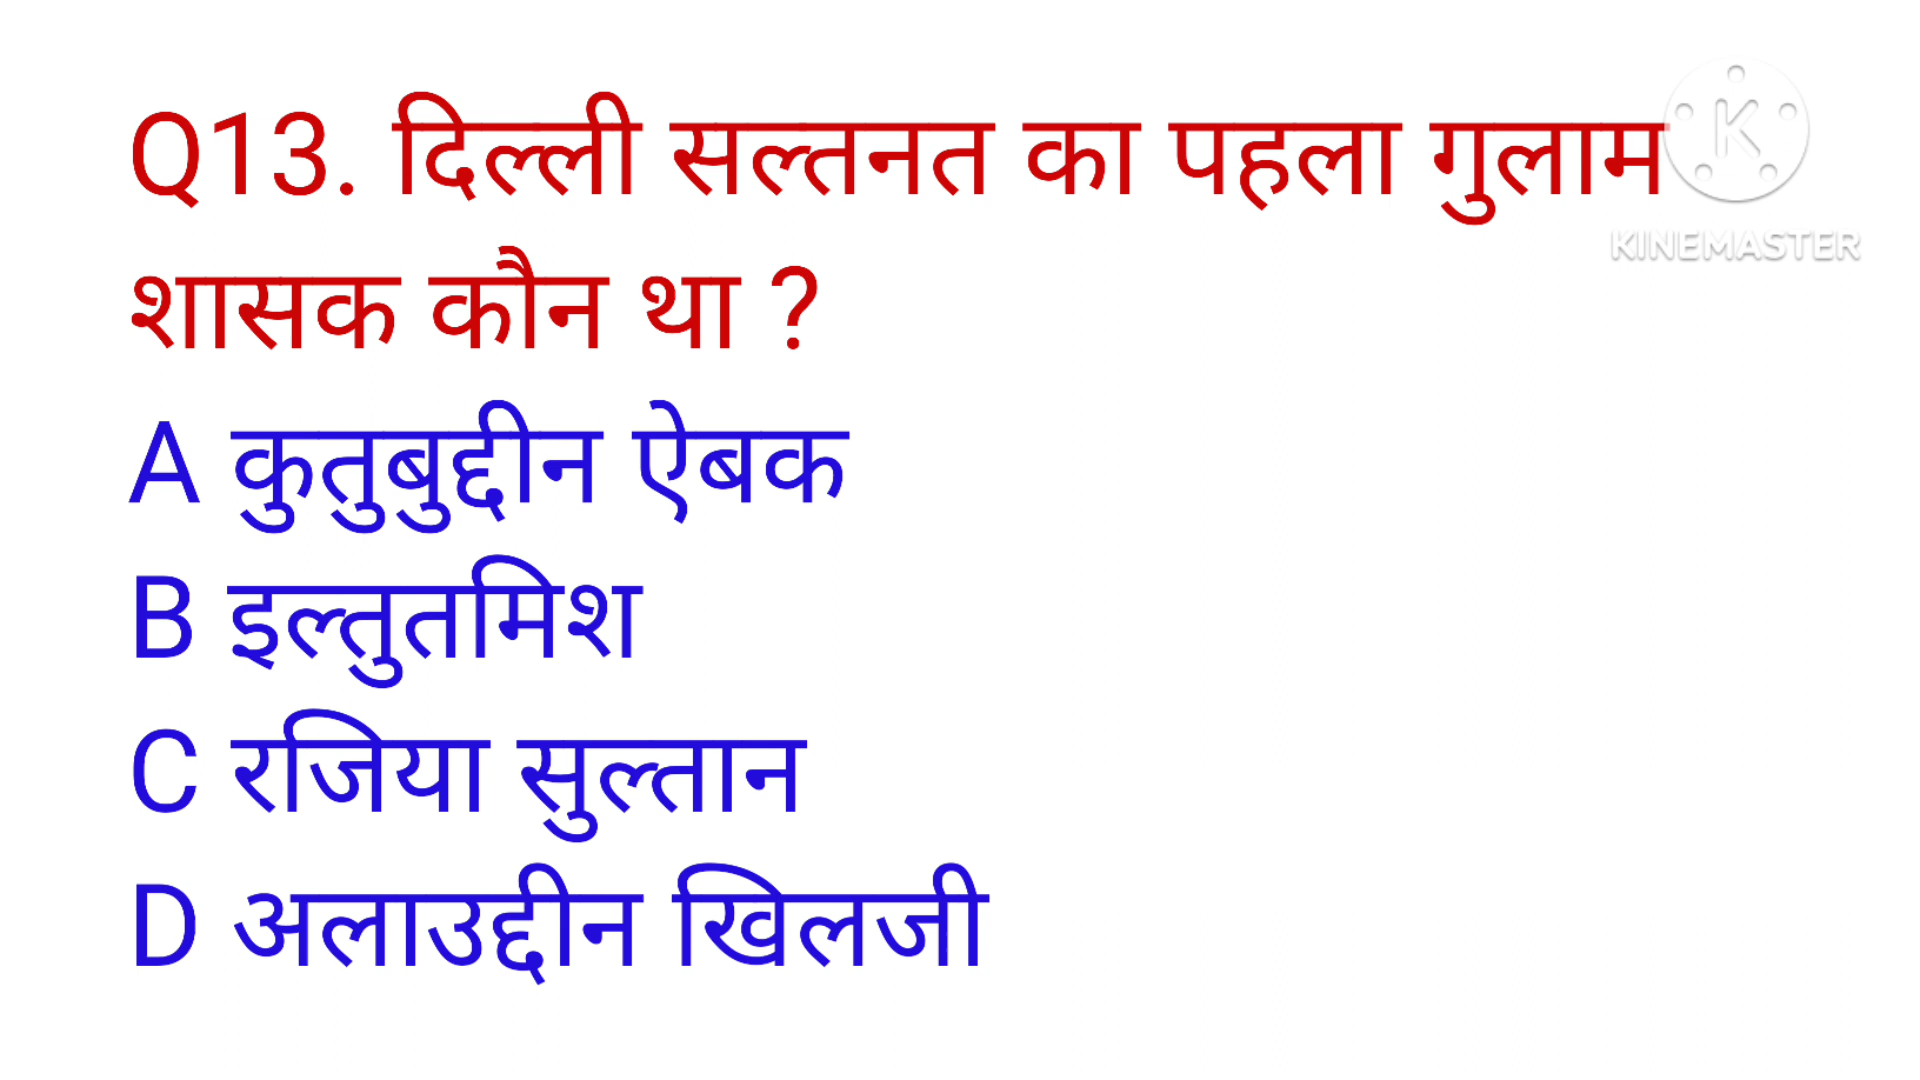 Q13. दिल्ली सल्तनत का पहला गुलाम
शासक कौन था ?
A कुतुबुद्दीन ऐबक
B इल्तुतमिश
C रजिया सुल्तान
D अलाउद्दीन खिलजी
K
KINEMASTER